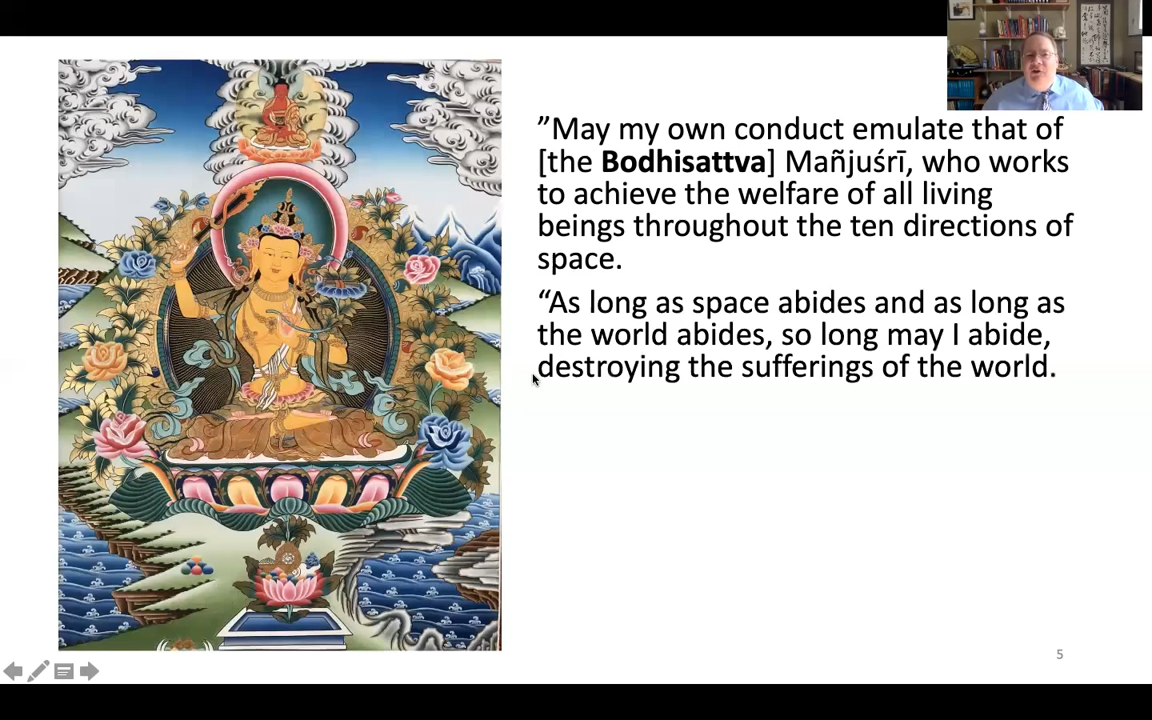 ”May my own conduct emulate that of
[the Bodhisattva] Mañjuśrī, who works
to achieve the welfare of all living
beings throughout the ten directions of
space.
“As long as space abides and as long as
the world abides, so long may I abide,
destroying the sufferings of the world.
5